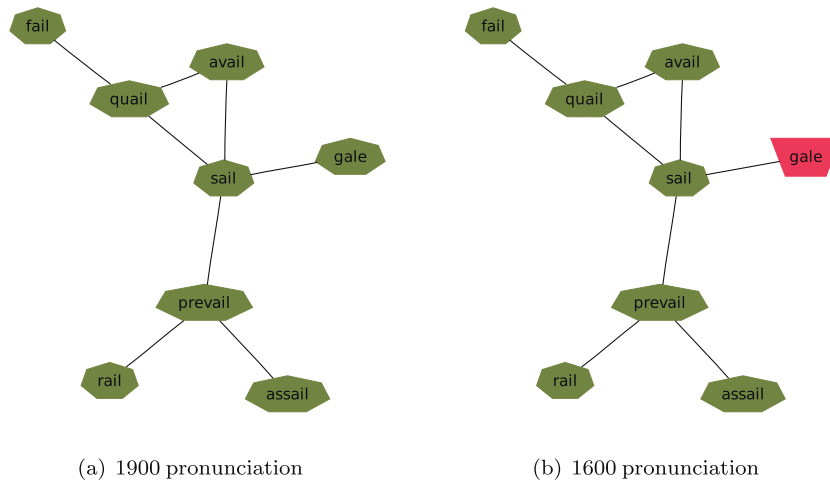 fail
avail
quail
gale
sail
prevail
rail
assail
(a) 1900 pronunciation
fail
avail
quail
gale
sail
prevail
rail
assail
(b) 1600 pronunciation